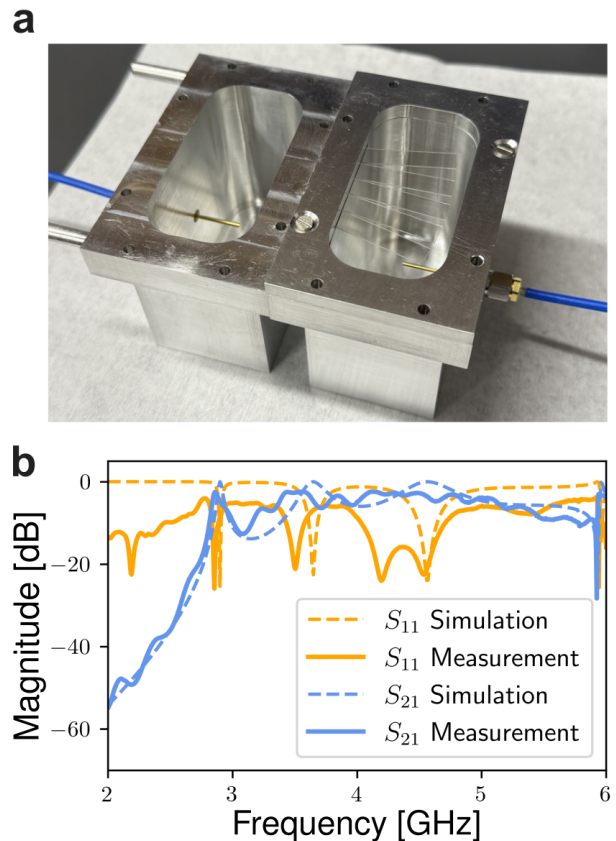 a
b
Magnitude [dB]
0
−20
−40
−60
S₁₁ Simulation
S₁₁ Measurement
S₂₁ Simulation
S₂₁ Measurement
2
3
4
5
6
Frequency [GHz]